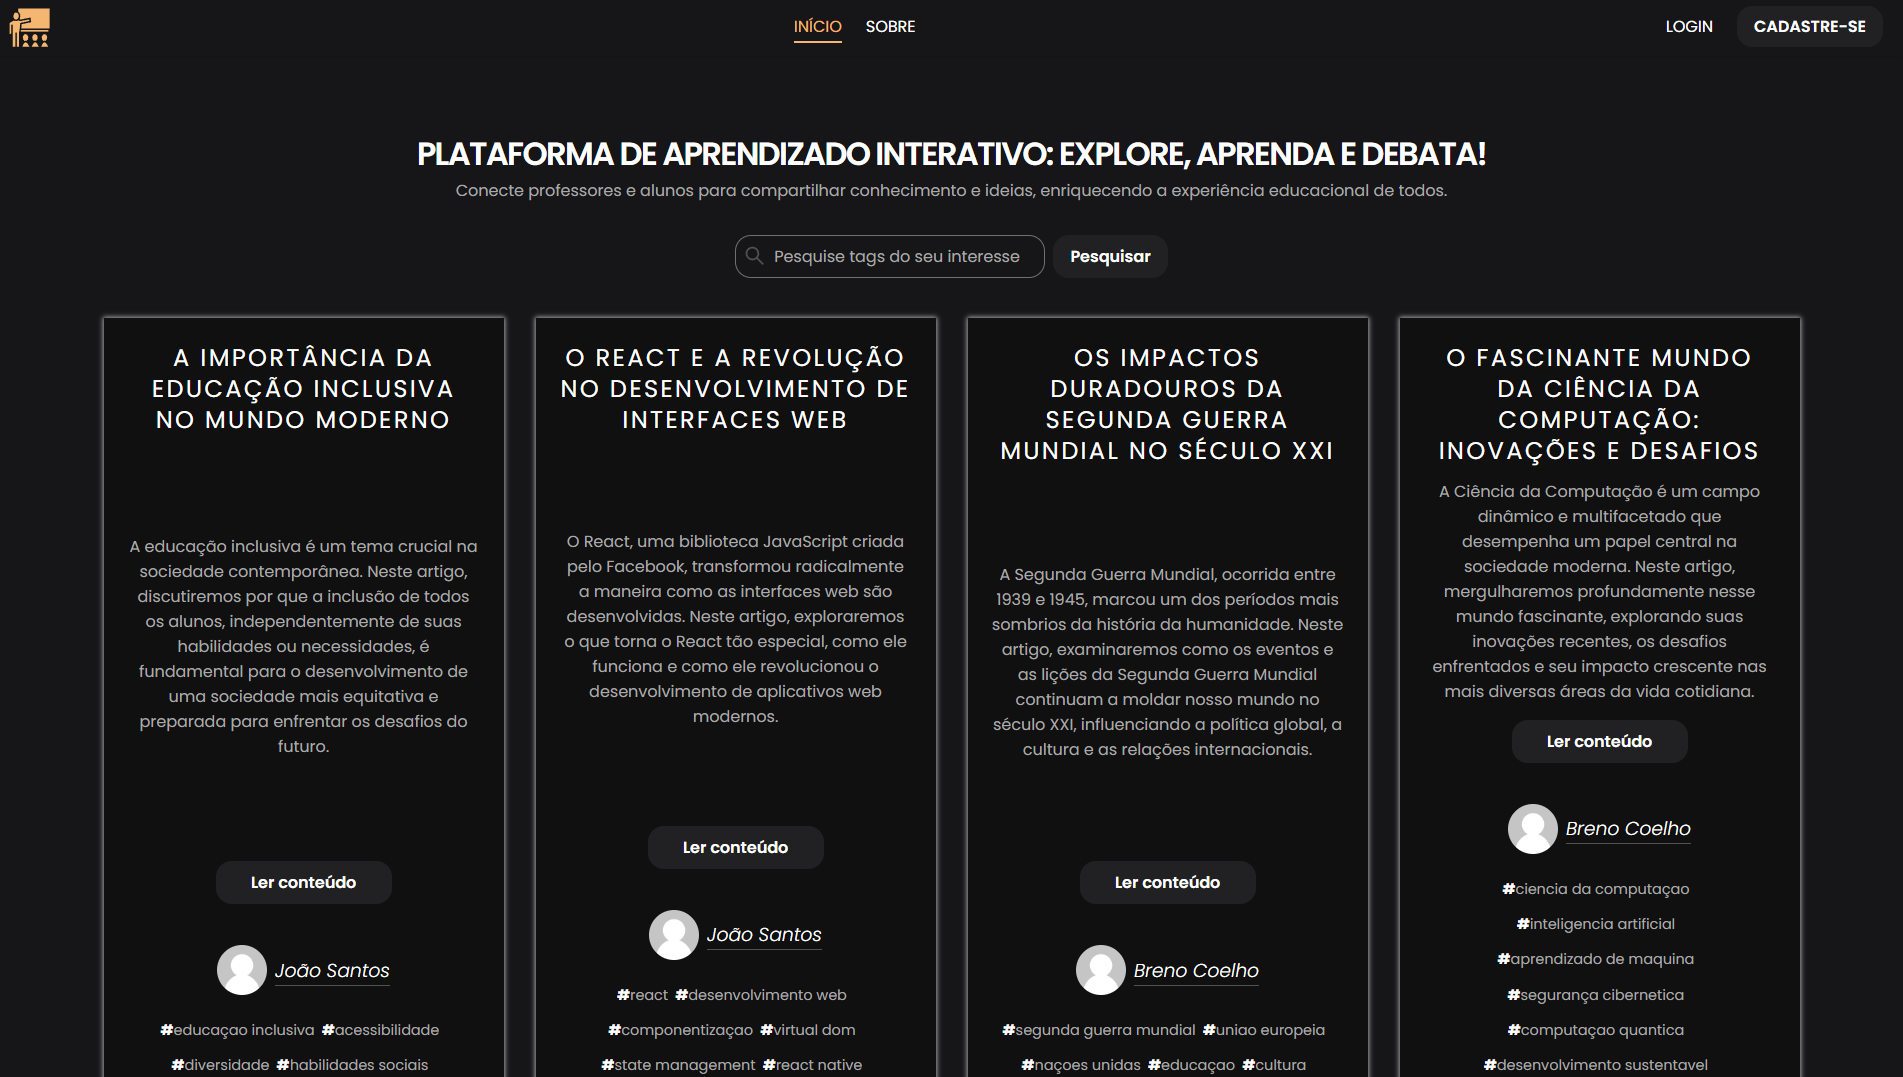 INÍCIO SOBRE LOGIN CADASTRE-SE
PLATAFORMA DE APRENDIZADO INTERATIVO: EXPLORE, APRENDA E DEBATA!
Conecte professores e alunos para compartilhar conhecimento e ideias, enriquecendo a experiência educacional de todos.
Pesquise tags do seu interesse Pesquisar
A IMPORTÂNCIA DA
EDUCAÇÃO INCLUSIVA
NO MUNDO MODERNO
A educação inclusiva é um tema crucial na
sociedade contemporânea. Neste artigo,
discutiremos por que a inclusão de todos
os alunos, independentemente de suas
habilidades ou necessidades, é
fundamental para o desenvolvimento de
uma sociedade mais equitativa e
preparada para enfrentar os desafios do
futuro.
Ler conteúdo
João Santos
#educaçao inclusiva #acessibilidade
#diversidade #habilidades sociais
O REACT E A REVOLUÇÃO
NO DESENVOLVIMENTO DE
INTERFACES WEB
O React, uma biblioteca JavaScript criada
pelo Facebook, transformou radicalmente
a maneira como as interfaces web são
desenvolvidas. Neste artigo, exploraremos
o que torna o React tão especial, como ele
funciona e como ele revolucionou o
desenvolvimento de aplicativos web
modernos.
Ler conteúdo
João Santos
#react #desenvolvimento web
#componentizaçao #virtual dom
#state management #react native
OS IMPACTOS
DURADOUROS DA
SEGUNDA GUERRA
MUNDIAL NO SÉCULO XXI
A Segunda Guerra Mundial, ocorrida entre
1939 e 1945, marcou um dos períodos mais
sombrios da história da humanidade. Neste
artigo, examinaremos como os eventos e
as lições da Segunda Guerra Mundial
continuam a moldar nosso mundo no
século XXI, influenciando a política global, a
cultura e as relações internacionais.
Ler conteúdo
Breno Coelho
#segunda guerra mundial #uniao europeia
#naçoes unidas #educaçao #cultura
O FASCINANTE MUNDO
DA CIÊNCIA DA
COMPUTAÇÃO:
INOVAÇÕES E DESAFIOS
A Ciência da Computação é um campo
dinâmico e multifacetado que
desempenha um papel central na
sociedade moderna. Neste artigo,
mergulharemos profundamente nesse
mundo fascinante, explorando suas
inovações recentes, os desafios
enfrentados e seu impacto crescente nas
mais diversas áreas da vida cotidiana.
Ler conteúdo
Breno Coelho
#ciencia da computaçao
#inteligencia artificial
#aprendizado de maquina
#segurança cibernetica
#computaçao quantica
#desenvolvimento sustentavel